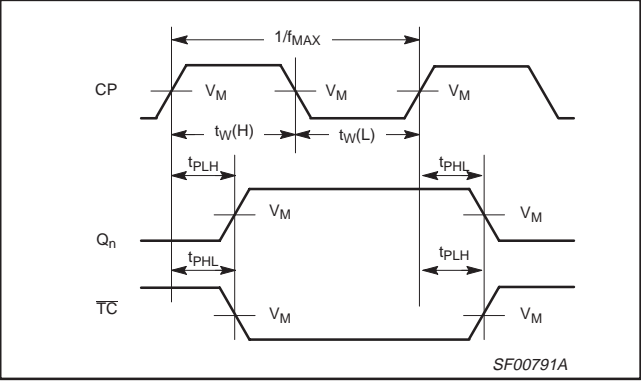 1/fMAX
CP VM VM VM
tW(H) tW(L)
tPLH tPHL
Qn VM VM
tPHL tPLH
TC VM VM
SF00791A